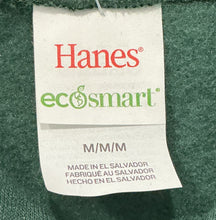 Hanes®
ecosmart®
M/M/M
MADE IN EL SALVADOR
FABRIQUÉ AU SALVADOR
HECHO EN EL SALVADOR